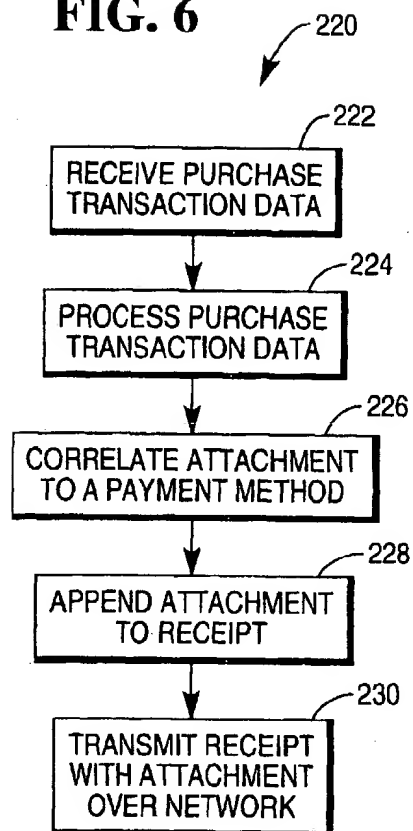 FIG. 6
220
222
RECEIVE PURCHASE
TRANSACTION DATA
224
PROCESS PURCHASE
TRANSACTION DATA
226
CORRELATE ATTACHMENT
TO A PAYMENT METHOD
228
APPEND ATTACHMENT
TO RECEIPT
230
TRANSMIT RECEIPT
WITH ATTACHMENT
OVER NETWORK